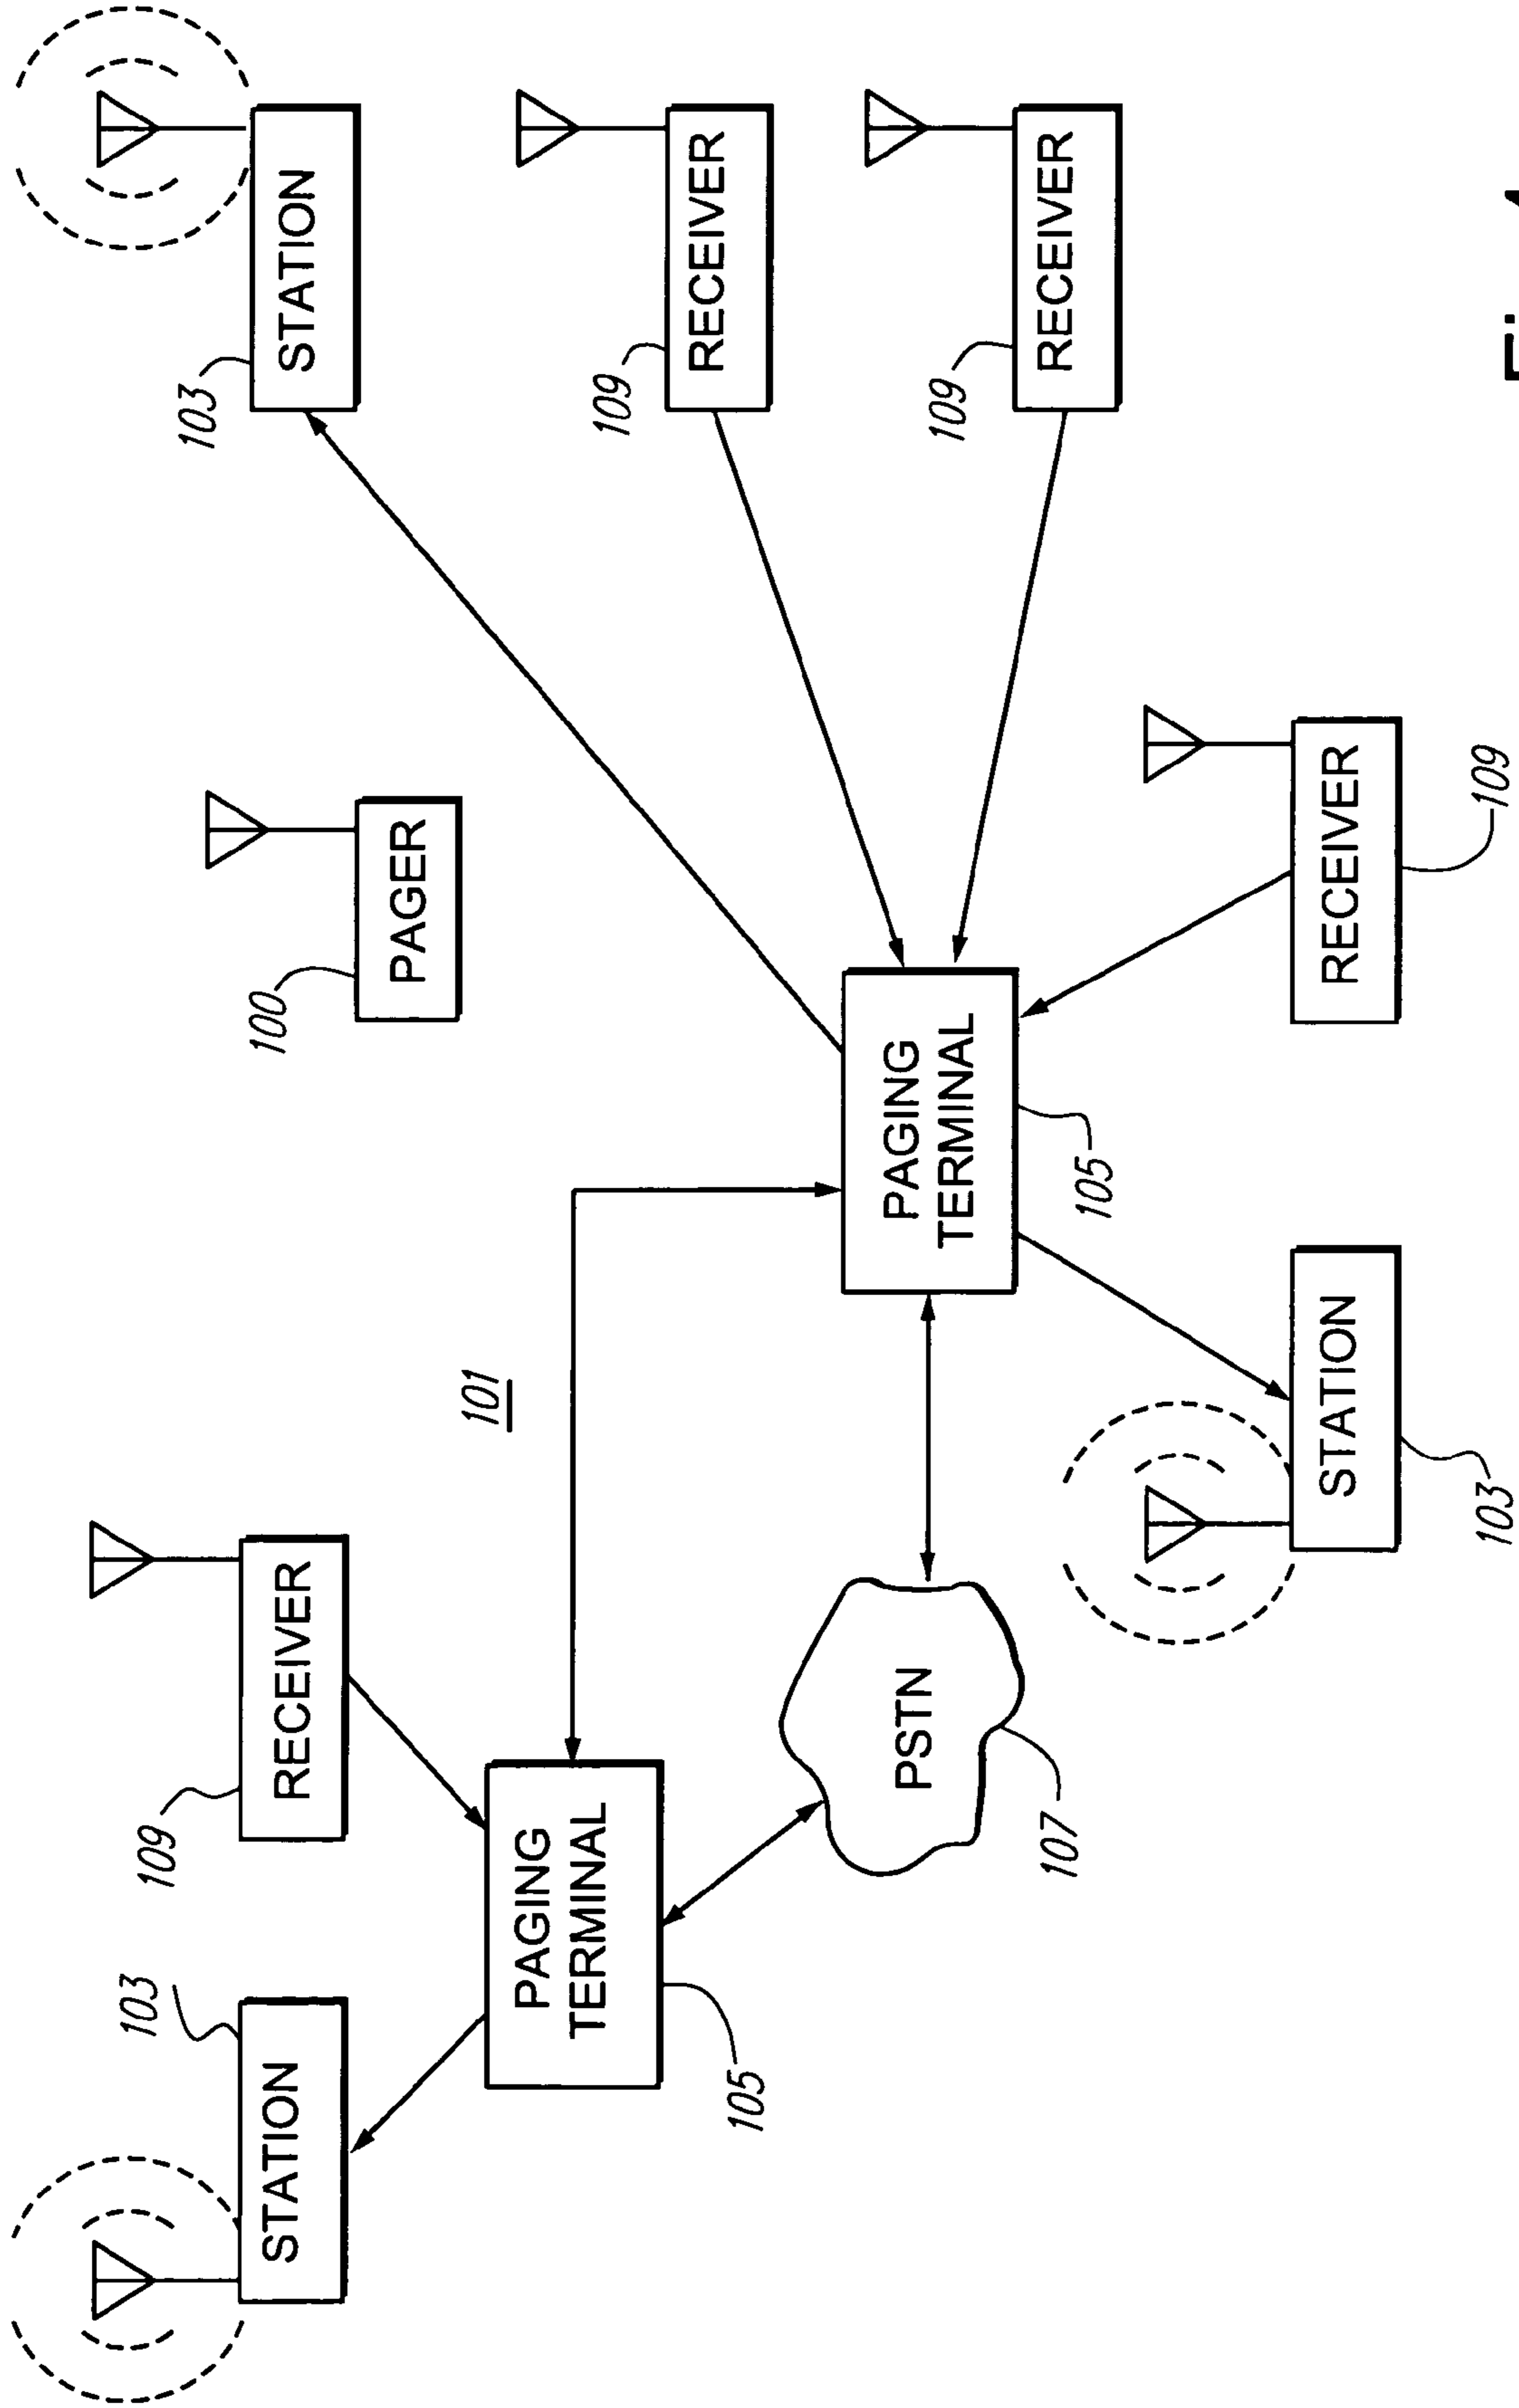 103
109
103
STATION
RECEIVER
STATION
100
PAGER
101
PAGING
TERMINAL
109
RECEIVER
105
PSTN
PAGING
TERMINAL
109
RECEIVER
107
105
STATION
RECEIVER
103
109